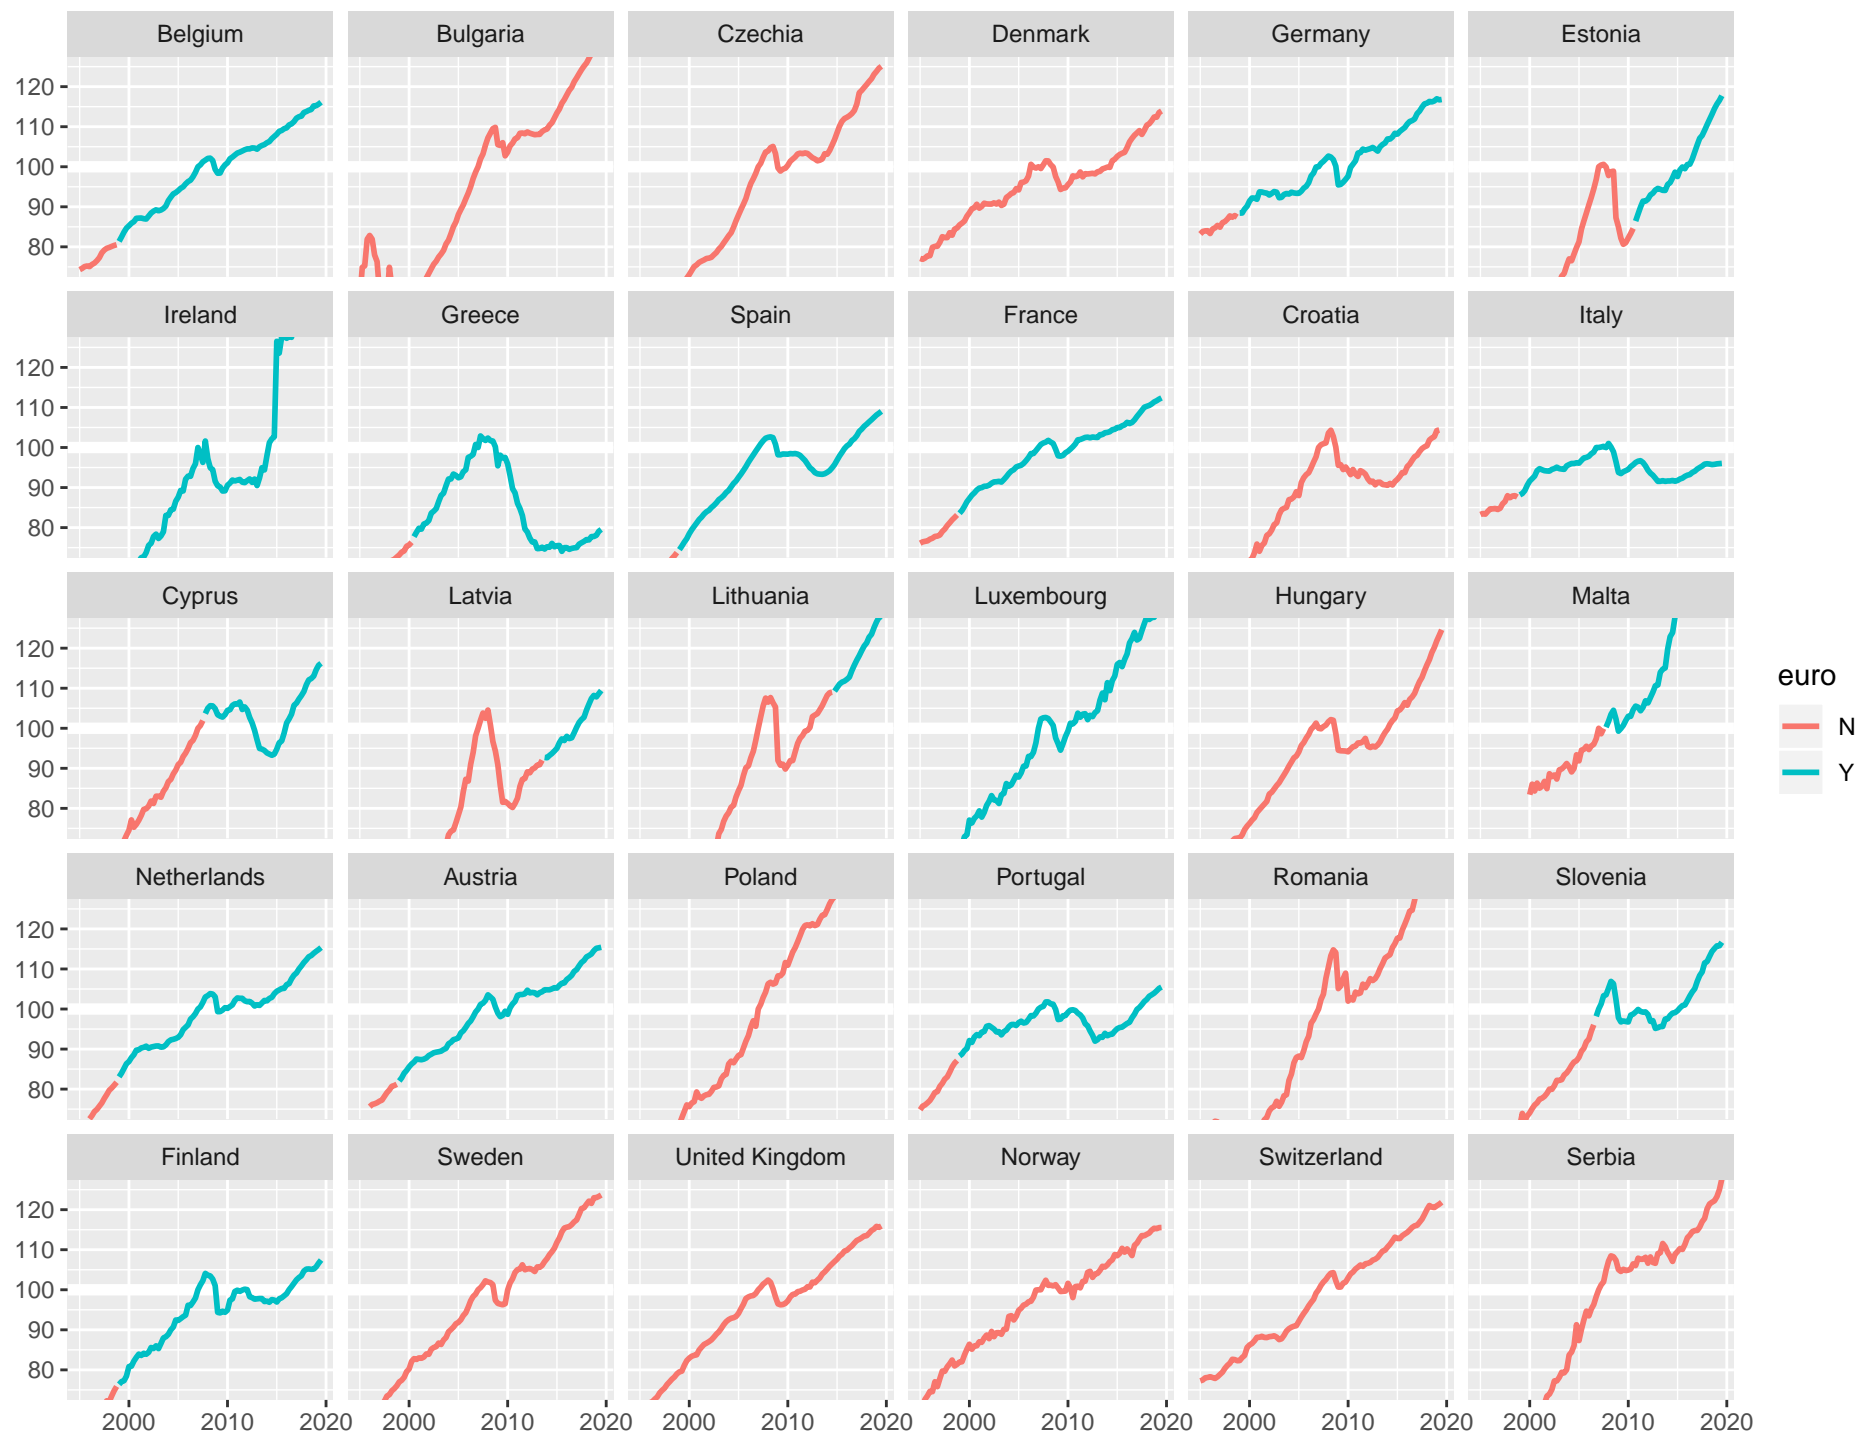 Belgium Bulgaria Czechia Denmark Germany Estonia
120
110
100
90
80
Ireland Greece Spain France Croatia Italy
120
110
100
90
80
Cyprus Latvia Lithuania Luxembourg Hungary Malta
120
110
100
90
80
euro
N
Y
Netherlands Austria Poland Portugal Romania Slovenia
120
110
100
90
80
Finland Sweden United Kingdom Norway Switzerland Serbia
120
110
100
90
80
2000 2010 2020 2000 2010 2020 2000 2010 2020 2000 2010 2020 2000 2010 2020 2000 2010 2020